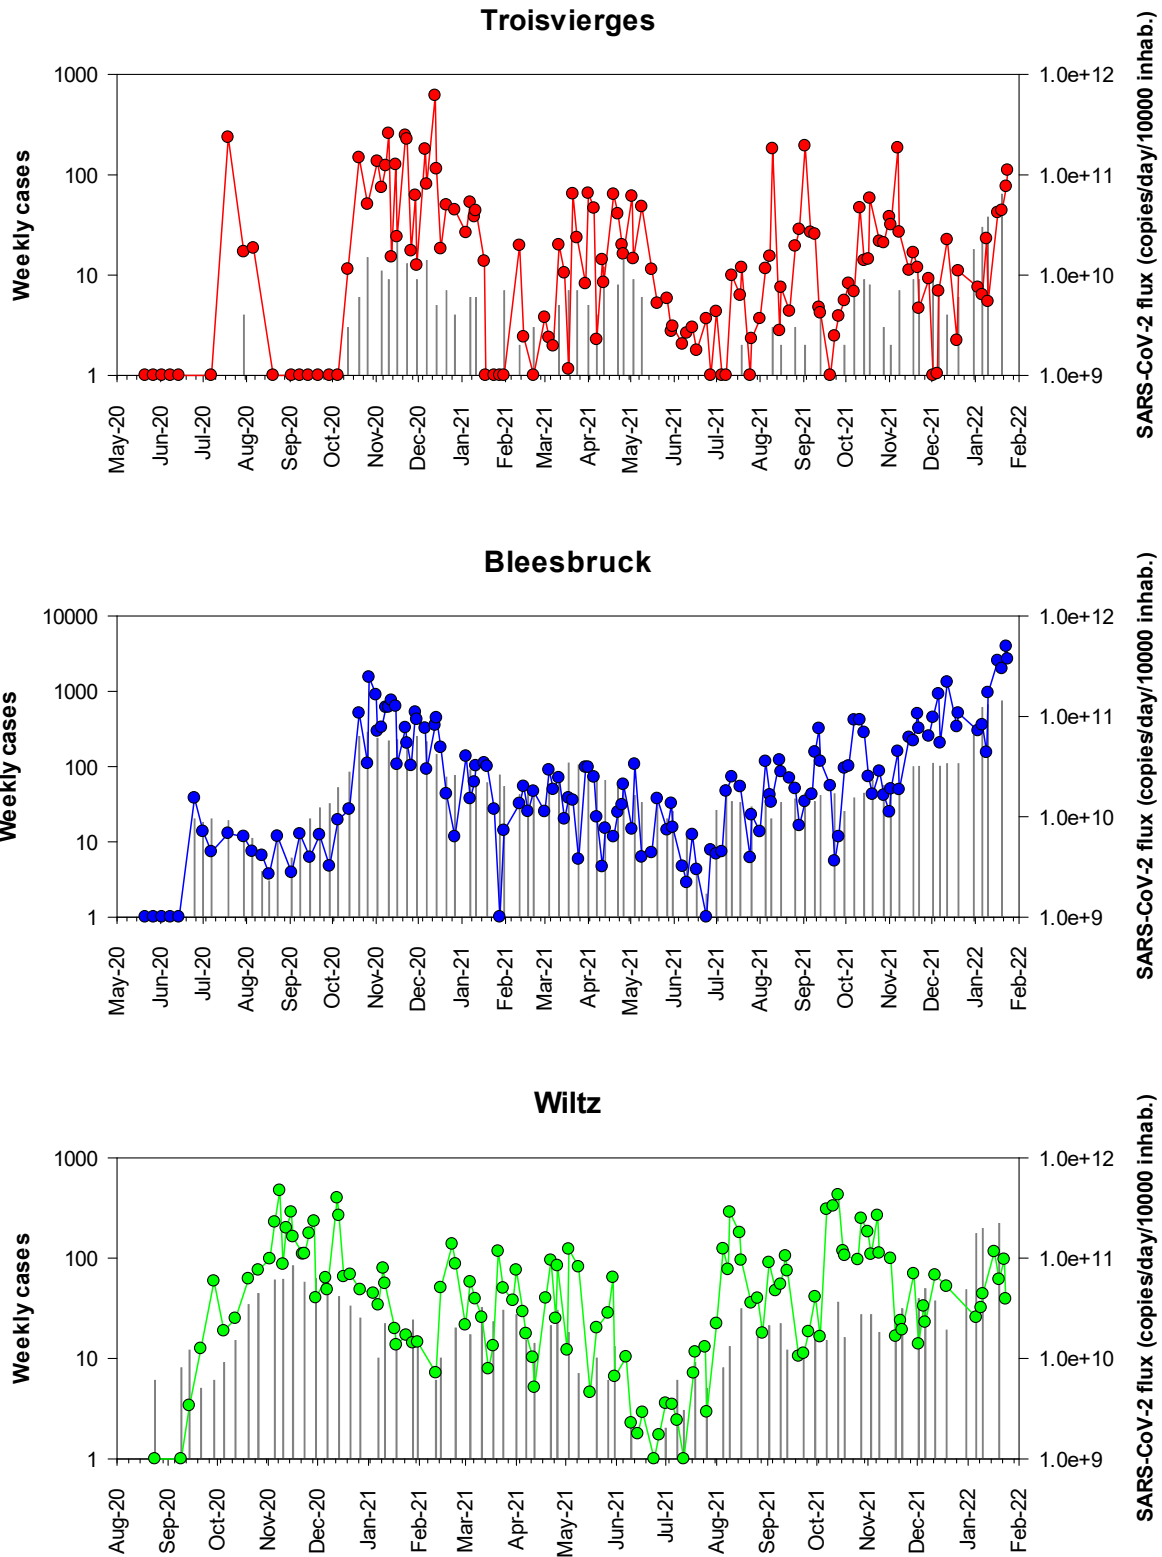 Troisvierges
Weekly cases
SARS-CoV-2 flux (copies/day/10000 inhab.)
1000
100
10
1
1.0e+12
1.0e+11
1.0e+10
1.0e+9
May-20
Jun-20
Jul-20
Aug-20
Sep-20
Oct-20
Nov-20
Dec-20
Jan-21
Feb-21
Mar-21
Apr-21
May-21
Jun-21
Jul-21
Aug-21
Sep-21
Oct-21
Nov-21
Dec-21
Jan-22
Feb-22
Bleesbruck
Weekly cases
SARS-CoV-2 flux (copies/day/10000 inhab.)
10000
1000
100
10
1
1.0e+12
1.0e+11
1.0e+10
1.0e+9
May-20
Jun-20
Jul-20
Aug-20
Sep-20
Oct-20
Nov-20
Dec-20
Jan-21
Feb-21
Mar-21
Apr-21
May-21
Jun-21
Jul-21
Aug-21
Sep-21
Oct-21
Nov-21
Dec-21
Jan-22
Feb-22
Wiltz
Weekly cases
SARS-CoV-2 flux (copies/day/10000 inhab.)
1000
100
10
1
1.0e+12
1.0e+11
1.0e+10
1.0e+9
Aug-20
Sep-20
Oct-20
Nov-20
Dec-20
Jan-21
Feb-21
Mar-21
Apr-21
May-21
Jun-21
Jul-21
Aug-21
Sep-21
Oct-21
Nov-21
Dec-21
Jan-22
Feb-22